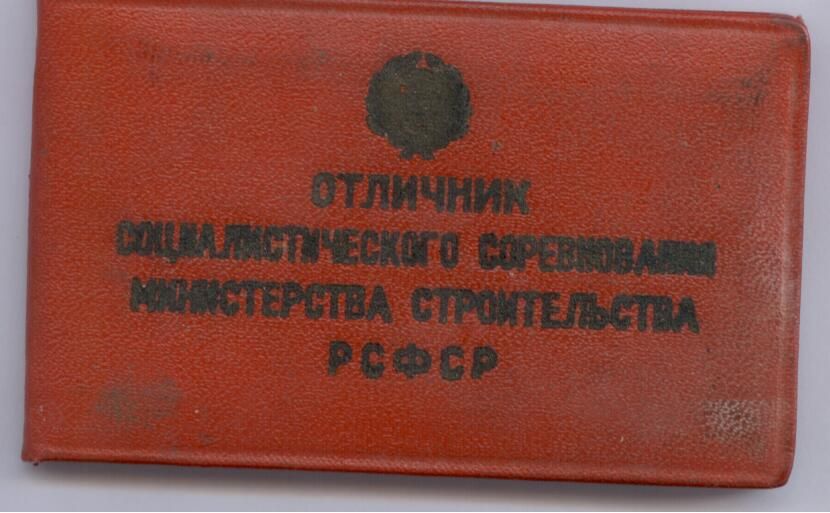 ОТЛИЧНИК
СОЦИАЛИСТИЧЕСКОГО СОРЕВНОВАНИЯ
МИНИСТЕРСТВА СТРОИТЕЛЬСТВА
РСФСР